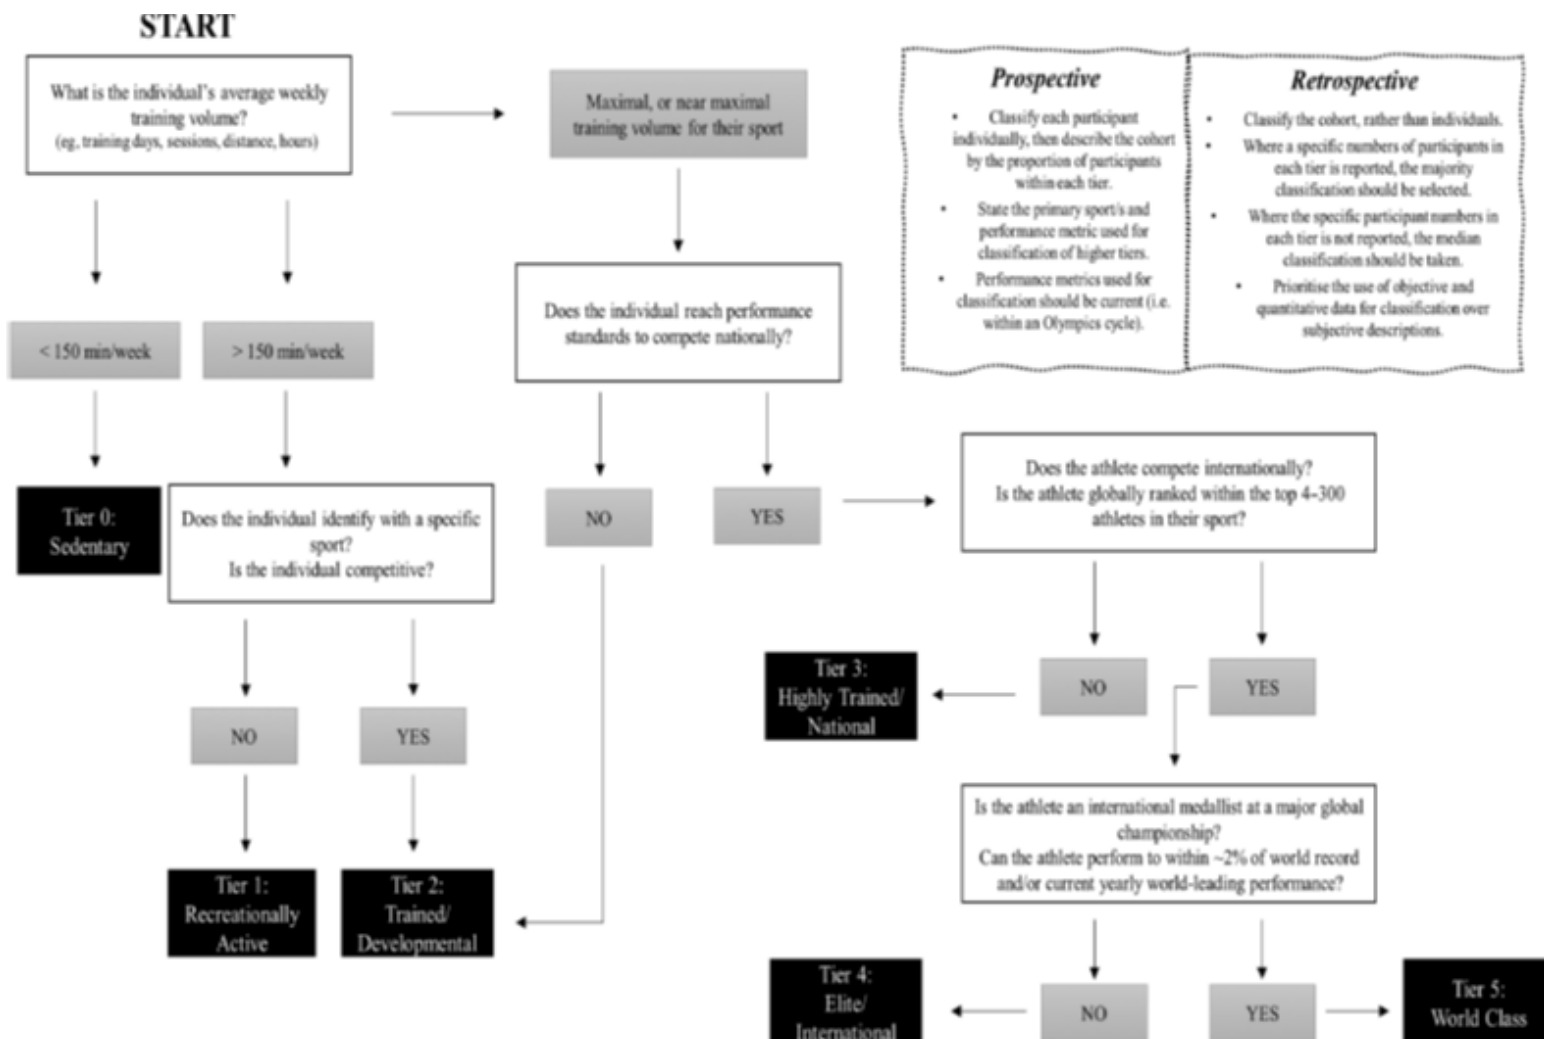 START
What is the individual's average weekly
training volume?
(eg, training days, sessions, distance, hours)
Maximal, or near maximal
training volume for their sport
Prospective
• Classify each participant
individually, then describe the cohort
by the proportion of participants
within each tier.
• State the primary sport/s and
performance metric used for
classification of higher tiers.
• Performance metrics used for
classification should be current (i.e.
within an Olympics cycle).
Retrospective
• Classify the cohort, rather than individuals.
• Where a specific numbers of participants in
each tier is reported, the majority
classification should be selected.
• Where the specific participant numbers in
each tier is not reported, the median
classification should be taken.
• Prioritise the use of objective and
quantitative data for classification over
subjective descriptions.
< 150 min/week
> 150 min/week
Does the individual reach performance
standards to compete nationally?
Tier 0:
Sedentary
Does the individual identify with a specific
sport?
Is the individual competitive?
NO
YES
Does the athlete compete internationally?
Is the athlete globally ranked within the top 4–300
athletes in their sport?
NO
YES
Tier 3:
Highly Trained/
National
NO
YES
Tier 1:
Recreationally
Active
Tier 2:
Trained/
Developmental
Is the athlete an international medallist at a major global
championship?
Can the athlete perform to within ~2% of world record
and/or current yearly world-leading performance?
Tier 4:
Elite/
International
NO
YES
Tier 5:
World Class